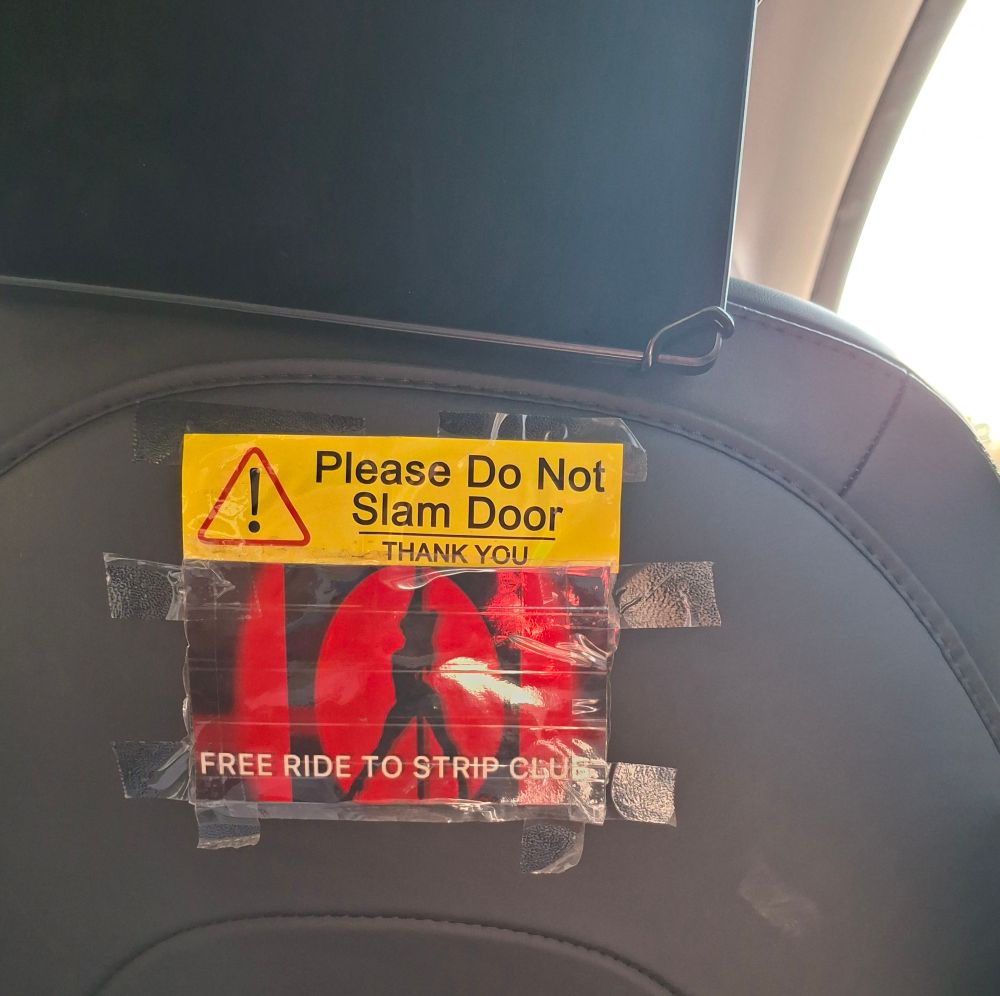 Please Do Not
Slam Door
THANK YOU
FREE RIDE TO STRIP CLUB